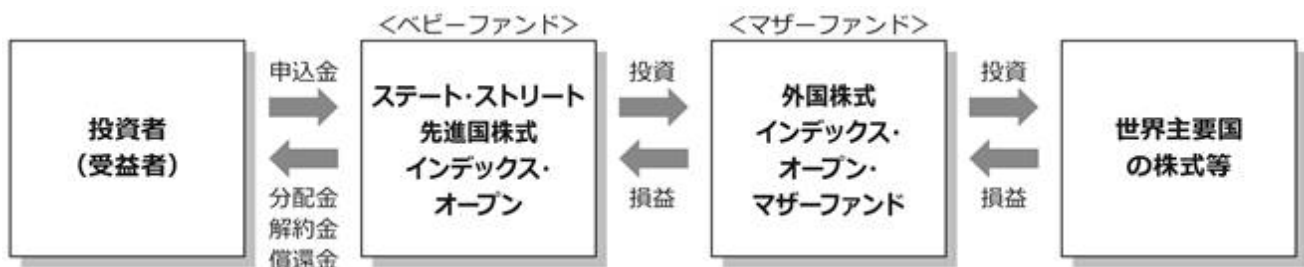 <ベビーファンド>
<マザーファンド>
投資者
(受益者)
申込金
分配金
解約金
償還金
ステート・ストリート
先進国株式
インデックス・
オープン
投資
損益
外国株式
インデックス・
オープン・
マザーファンド
投資
損益
世界主要国
の株式等